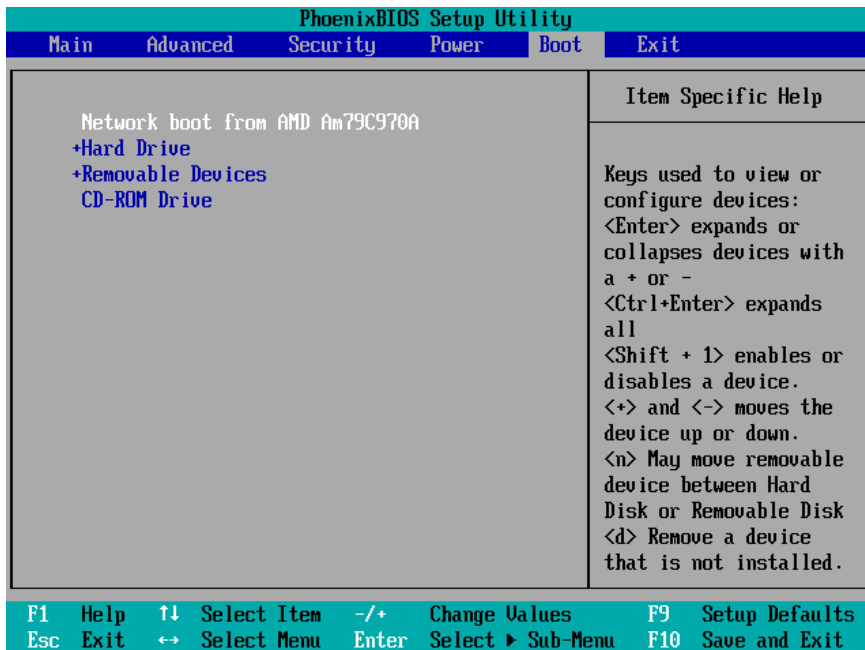 PhoenixBIOS Setup Utility
Main Advanced Security Power Boot Exit
Network boot from AMD Am79C970A
+Hard Drive
+Removable Devices
CD-ROM Drive
Item Specific Help
Keys used to view or
configure devices:
<Enter> expands or
collapses devices with
a + or -
<Ctrl+Enter> expands
all
<Shift + 1> enables or
disables a device.
<+> and <-> moves the
device up or down.
<n> May move removable
device between Hard
Disk or Removable Disk
<d> Remove a device
that is not installed.
F1 Help ↑↓ Select Item -/+ Change Values F9 Setup Defaults
Esc Exit ↔ Select Menu Enter Select ▶ Sub-Menu F10 Save and Exit